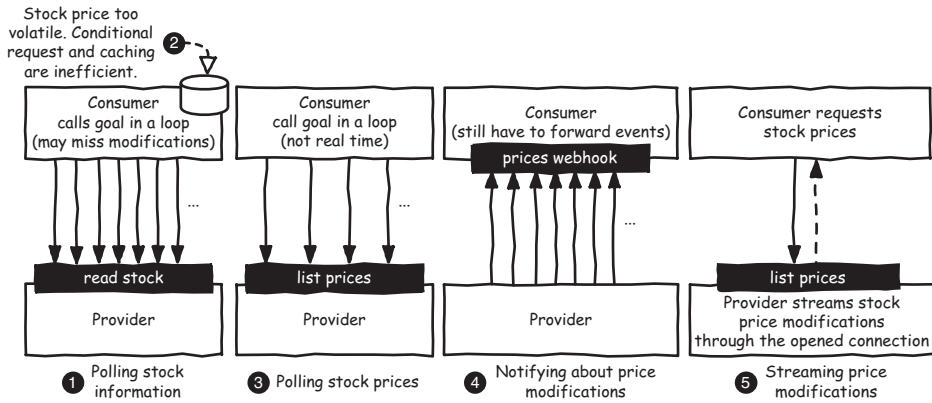 Stock price too
volatile. Conditional
request and caching
are inefficient.
2
Consumer
calls goal in a loop
(may miss modifications)
...
read stock
Provider
1 Polling stock
information
Consumer
call goal in a loop
(not real time)
...
list prices
Provider
3 Polling stock prices
Consumer
(still have to forward events)
prices webhook
...
Provider
4 Notifying about price
modifications
Consumer requests
stock prices
list prices
Provider streams stock
price modifications
through the opened connection
5 Streaming price
modifications